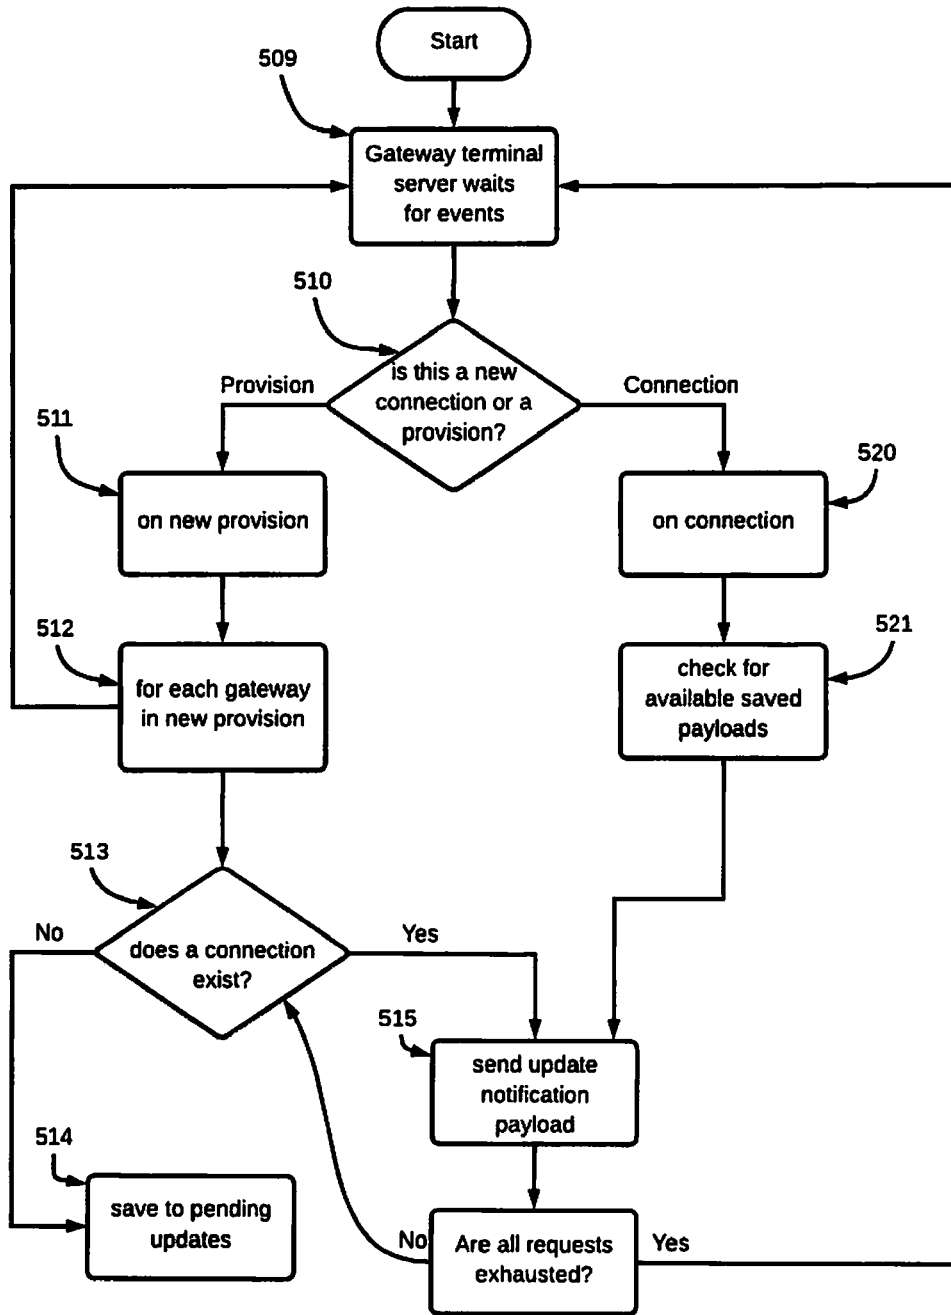 Start
509
Gateway terminal
server waits
for events
510
is this a new
connection or a
provision?
Provision
Connection
511
on new provision
520
on connection
512
for each gateway
in new provision
521
check for
available saved
payloads
513
No
does a connection
exist?
Yes
515
send update
notification
payload
514
save to pending
updates
No
Are all requests
exhausted?
Yes